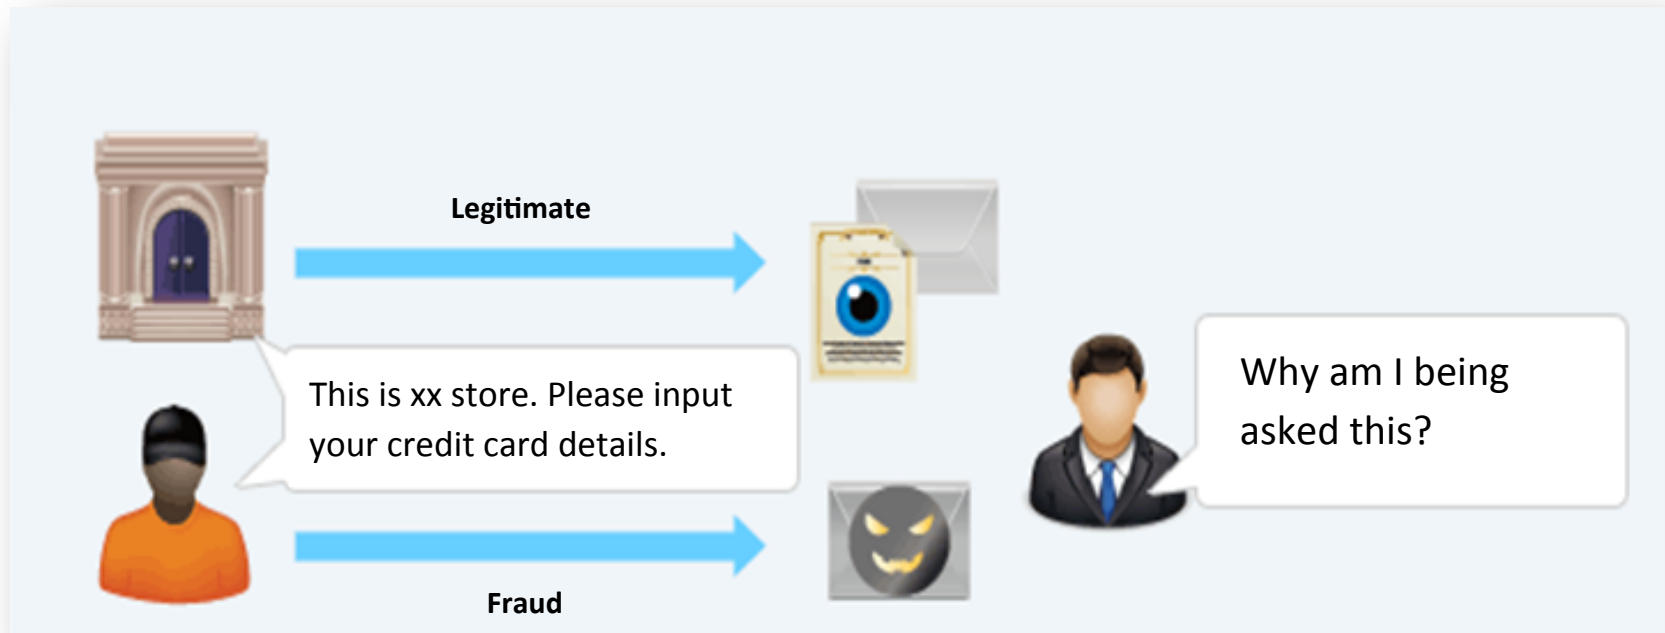 Legitimate
This is xx store. Please input
your credit card details.
Why am I being
asked this?
Fraud